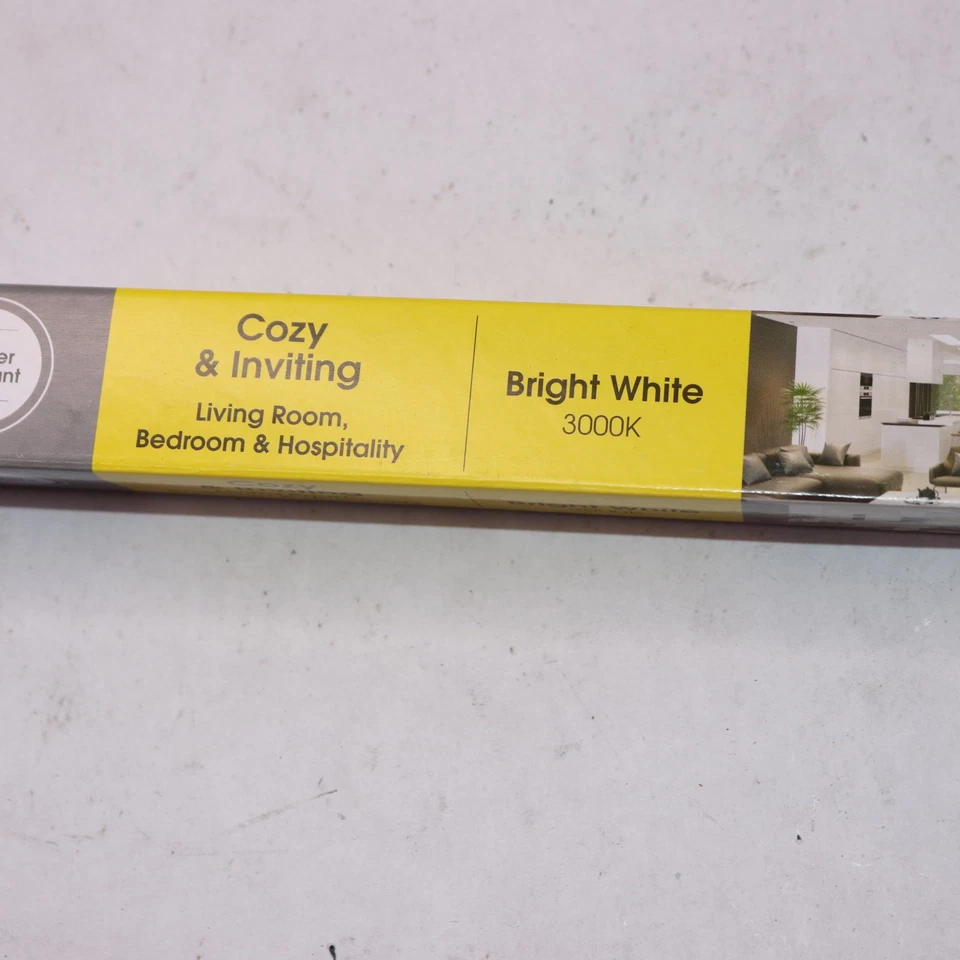 Cozy
& Inviting
Living Room,
Bedroom & Hospitality
Bright White
3000K